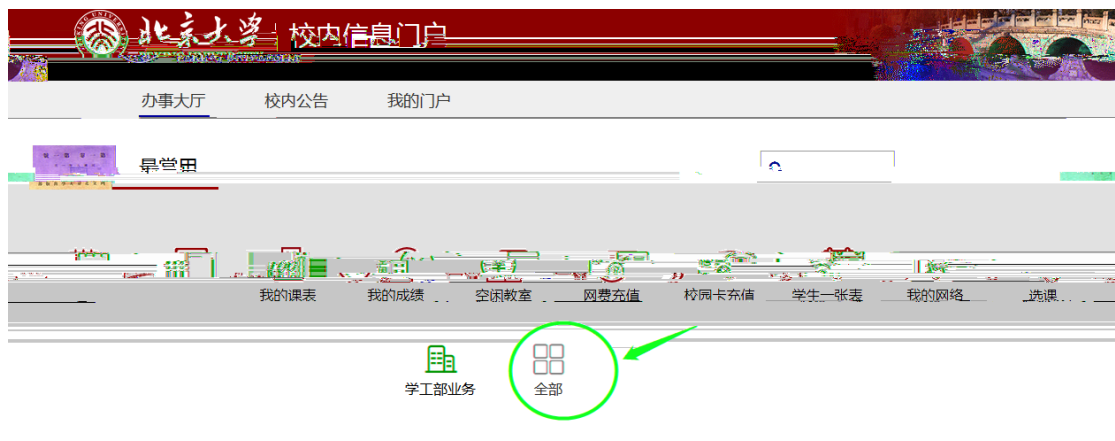 北京大学 校内信息门户
办事大厅 校内公告 我的门户
最常用
我的课表 我的成绩 空闲教室 网费充值 校园卡充值 学生一张表 我的网络 选课
学工部业务 全部